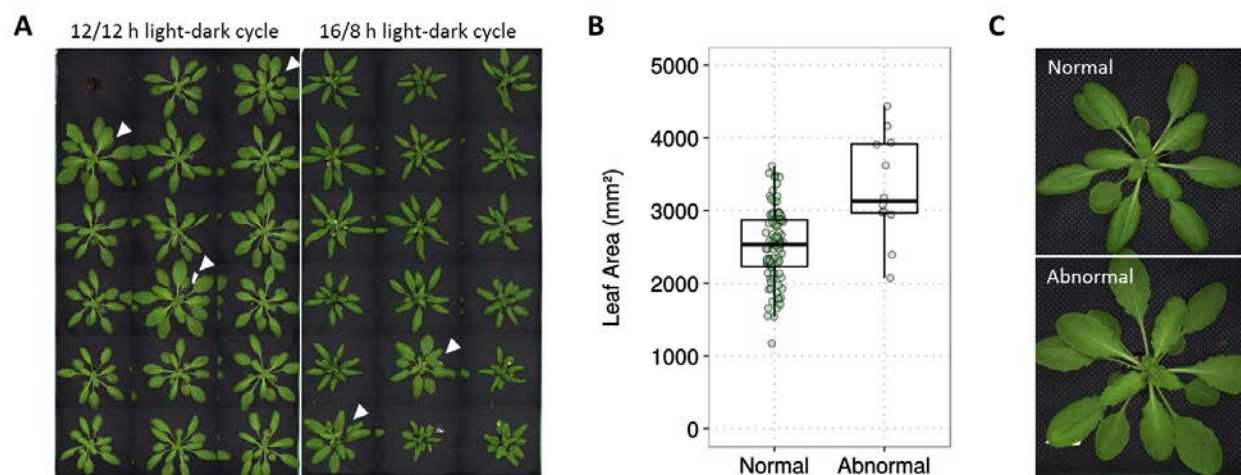 A
12/12 h light-dark cycle
16/8 h light-dark cycle
B
Leaf Area (mm²)
5000
4000
3000
2000
1000
0
Normal
Abnormal
C
Normal
Abnormal